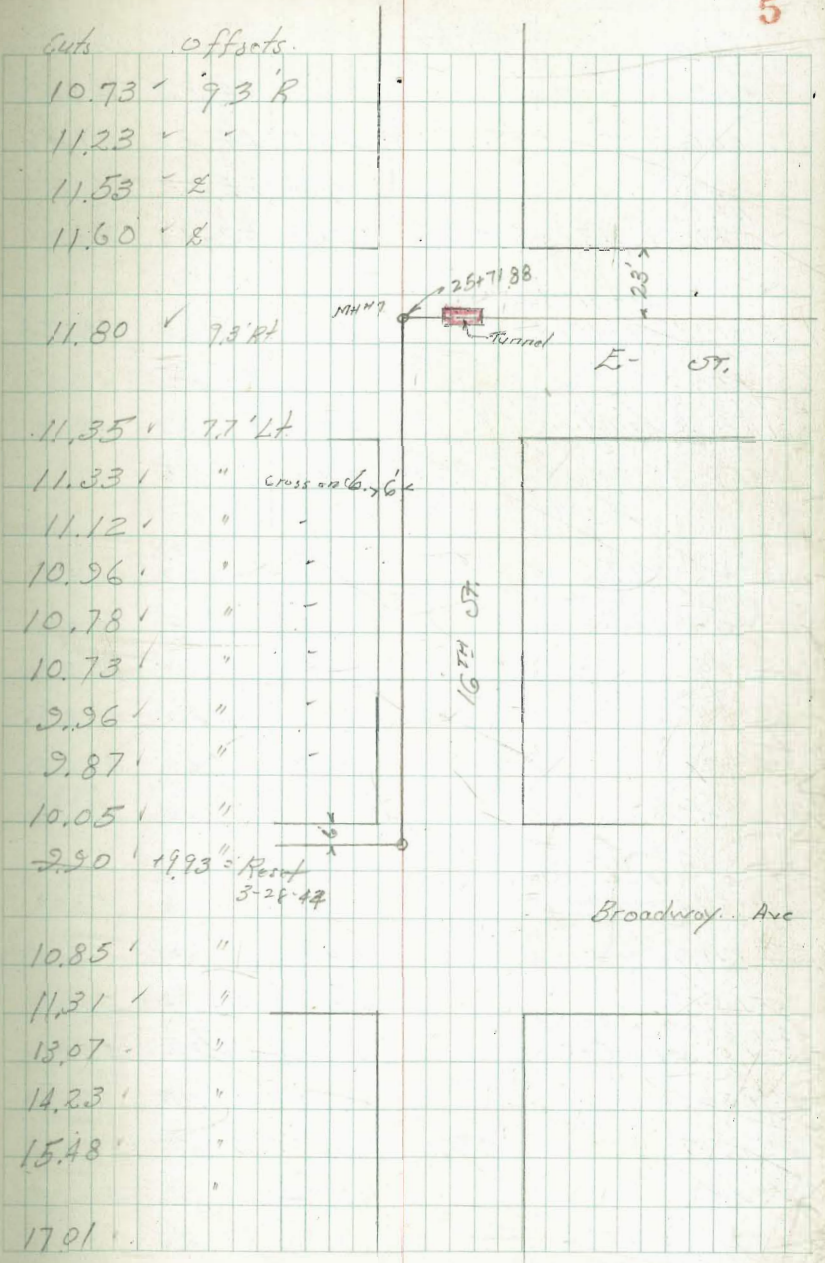 5
Cuts Offsets.
10.73 ✓ 9.3' R
11.23 ✓ "
11.53 -
11.60 ✓
25+71.88
23'
MH#7
11.80 ✓ 9.3' Rt
Tunnel
E- ST.
11.35 ✓ 7.7' Lt
11.33 ✓ " Cross and 6' 6'
11.12 ✓ " -
10.96 " -
10.78 ✓ " -
16TH ST.
10.73 ✓ " -
9.96 ✓ " -
9.87 ✓ " -
10.05 ✓ "
6'
9.90 ✓ +9.93 = Reset
3-28-42
Broadway Ave
10.85 ✓ "
11.31 ✓ "
13.07 - "
14.23 "
15.48 "
"
17.01